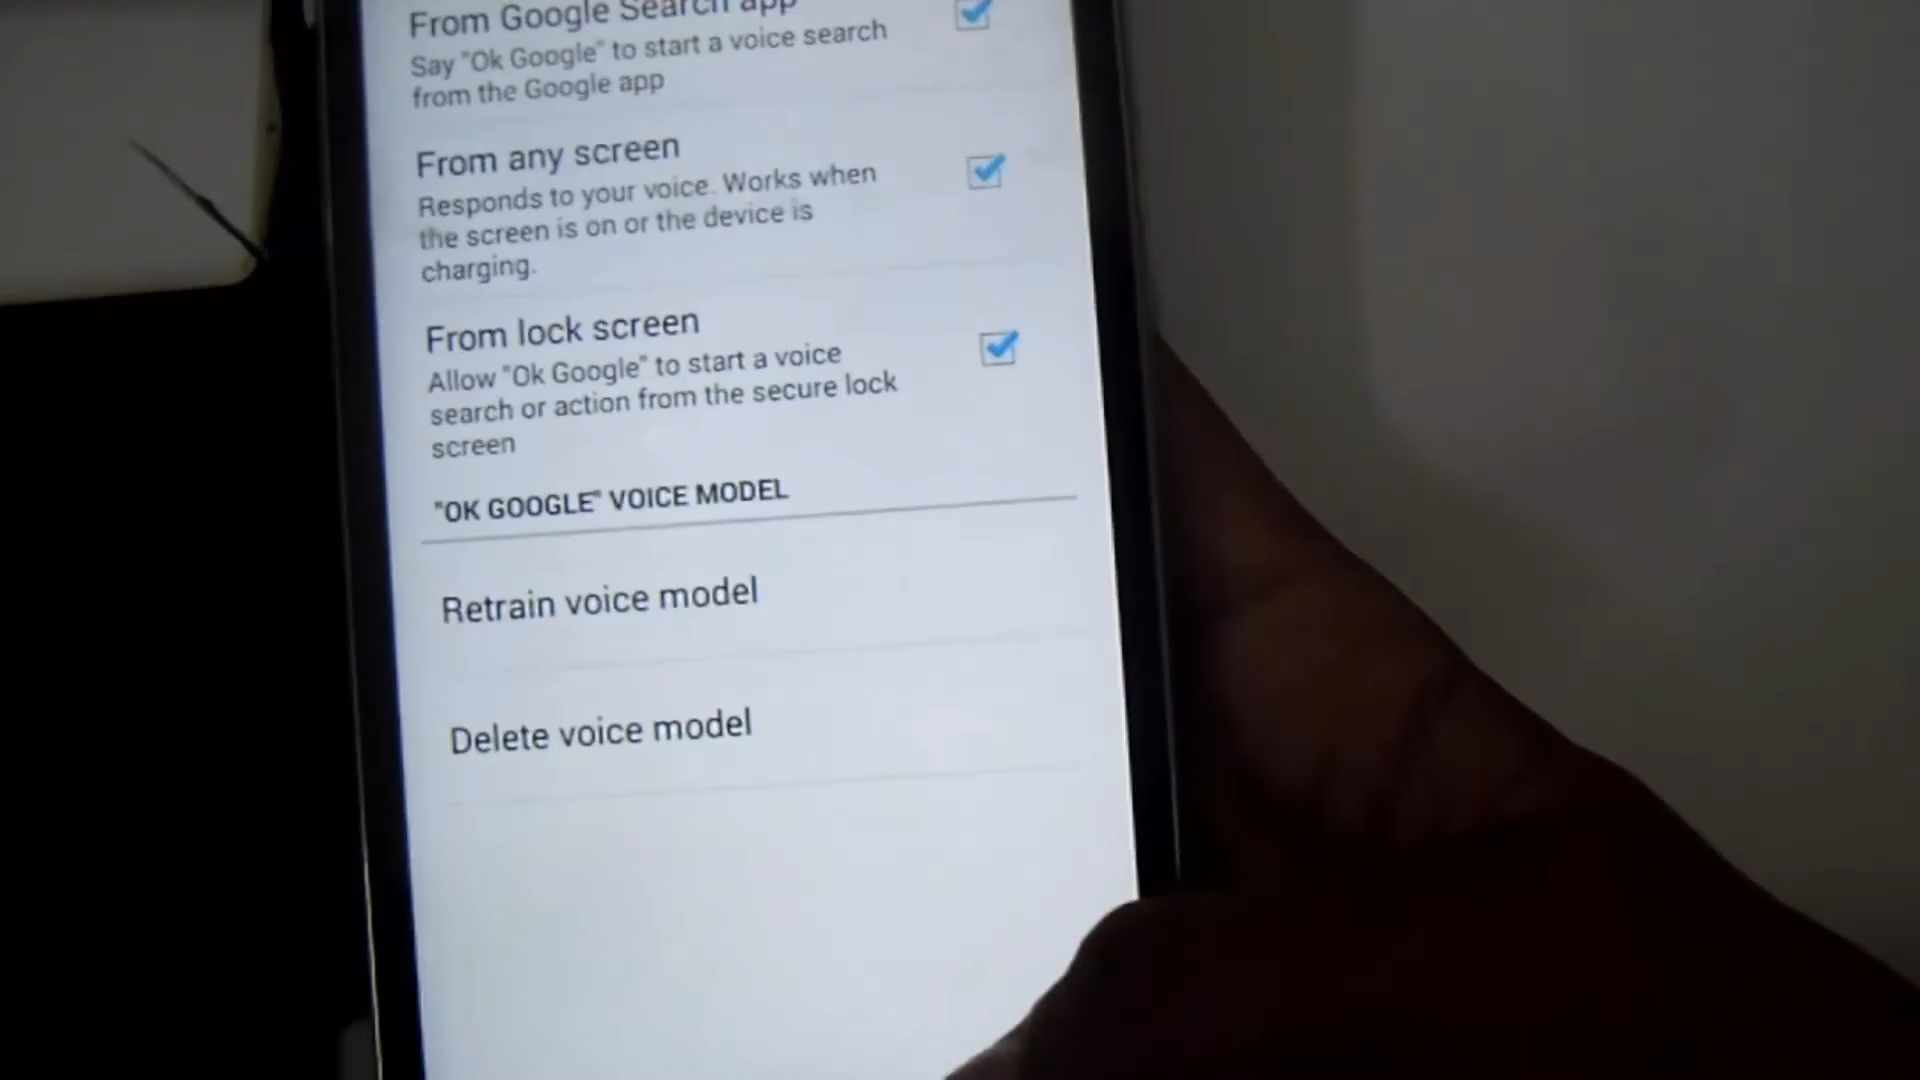 From Google Search app
Say "Ok Google" to start a voice search
from the Google app
From any screen
Responds to your voice. Works when
the screen is on or the device is
charging.
From lock screen
Allow "Ok Google" to start a voice
search or action from the secure lock
screen
"OK GOOGLE" VOICE MODEL
Retrain voice model
Delete voice model